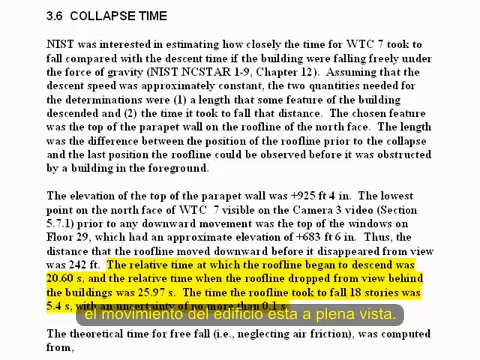 3.6 COLLAPSE TIME
NIST was interested in estimating how closely the time for WTC 7 took to
fall compared with the descent time if the building were falling freely under
the force of gravity (NIST NCSTAR 1-9, Chapter 12). Assuming that the
descent speed was approximately constant, the two quantities needed for
the determinations were (1) a length that some feature of the building
descended and (2) the time it took to fall that distance. The chosen feature
was the top of the parapet wall on the roofline of the north face. The length
was the difference between the position of the roofline prior to the collapse
and the last position the roofline could be observed before it was obstructed
by a building in the foreground.
The elevation of the top of the parapet wall was +925 ft 4 in. The lowest
point on the north face of WTC 7 visible on the Camera 3 video (Section
5.7.1) prior to any downward movement was the top of the windows on
Floor 29, which had an approximate elevation of +683 ft 6 in. Thus, the
distance that the roofline moved downward before it disappeared from view
was 242 ft. The relative time at which the roofline began to descend was
20.60 s, and the relative time when the roofline dropped from view behind
the buildings was 25.97 s. The time the roofline took to fall 18 stories was
5.4 s, with an uncertainty of no more than 0.1 s.
el movimiento del edificio esta a plena vista.
The theoretical time for free fall (i.e., neglecting air friction), was computed
from,